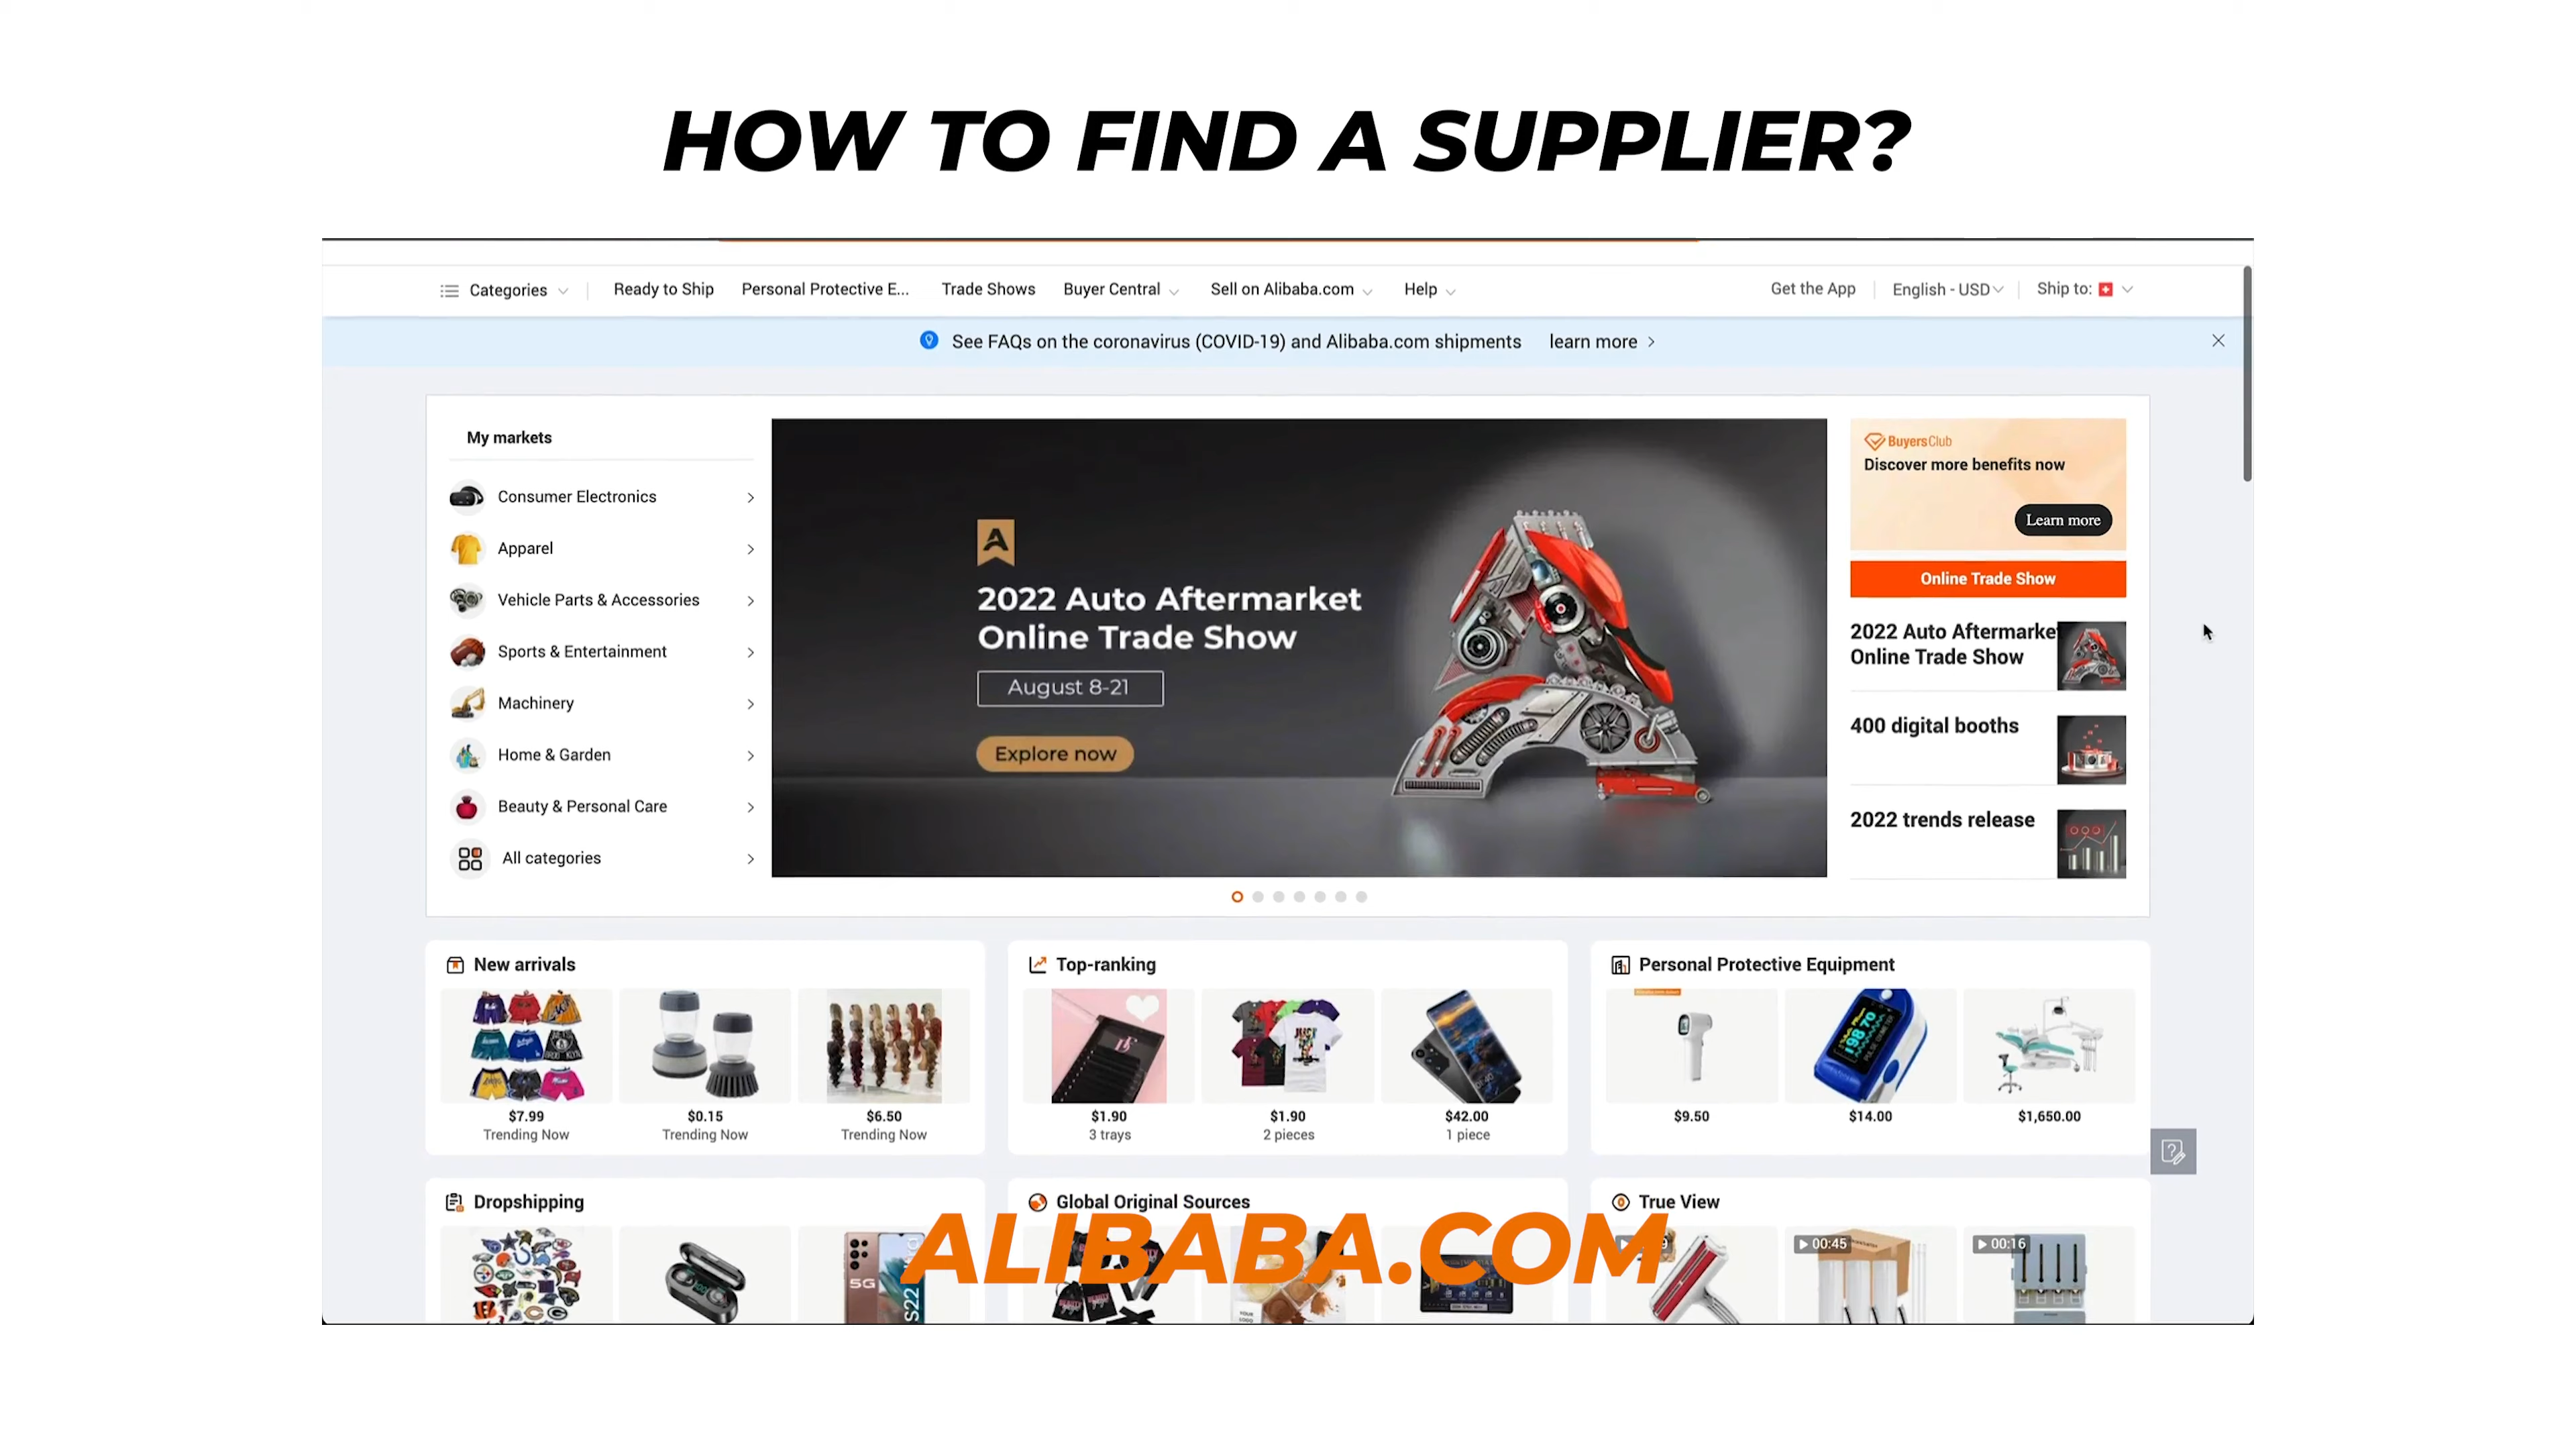 HOW TO FIND A SUPPLIER?
Categories
Ready to Ship
Personal Protective E...
Trade Shows
Buyer Central
Sell on Alibaba.com
Help
Get the App
English - USD
Ship to:
See FAQs on the coronavirus (COVID-19) and Alibaba.com shipments learn more
My markets
Consumer Electronics
Apparel
Vehicle Parts & Accessories
Sports & Entertainment
Machinery
Home & Garden
Beauty & Personal Care
All categories
2022 Auto Aftermarket
Online Trade Show
August 8-21
Explore now
BuyersClub
Discover more benefits now
Learn more
Online Trade Show
2022 Auto Aftermarket
Online Trade Show
400 digital booths
2022 trends release
New arrivals
$7.99
Trending Now
$0.15
Trending Now
$6.50
Trending Now
Top-ranking
$1.90
3 trays
$1.90
2 pieces
$42.00
1 piece
Personal Protective Equipment
$9.50
$14.00
$1,650.00
Dropshipping
5G
S22
Global Original Sources
YOUR
LOGO
True View
00:45
00:16
ALIBABA.COM